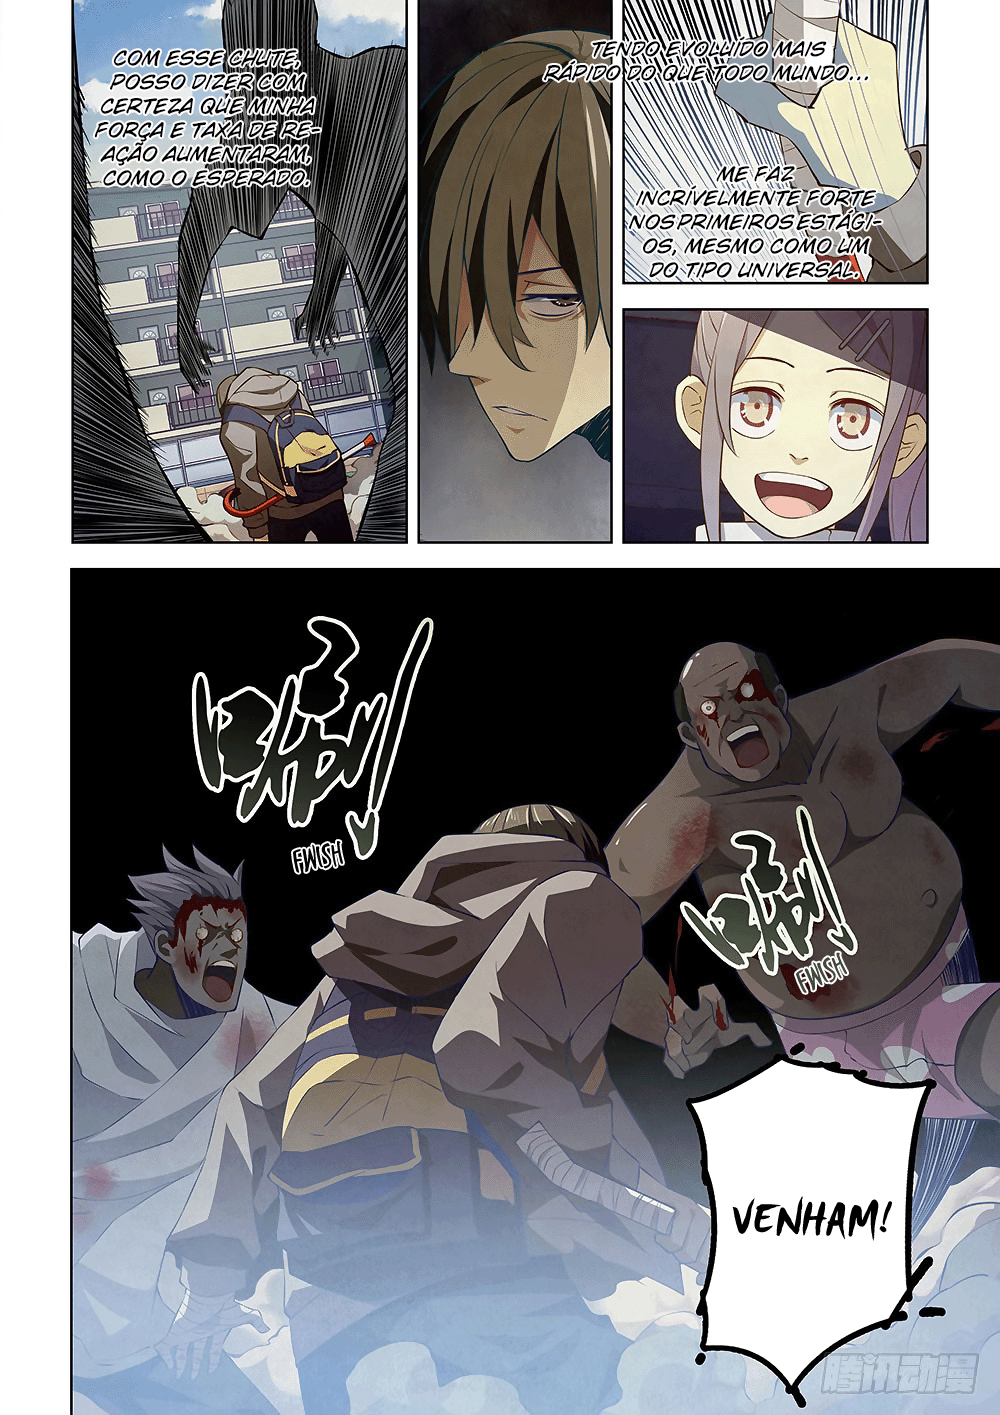 COM ESSE CHUTE,
POSSO DIZER COM
CERTEZA QUE MINHA
FORÇA E TAXA DE RE-
AÇÃO AUMENTARAM,
COMO O ESPERADO.
TENDO EVOLUÍDO MAIS
RÁPIDO DO QUE TODO MUNDO...
ME FAZ
INCRÍVELMENTE FORTE
NOS PRIMEIROS ESTÁGI-
OS, MESMO COMO UM
DO TIPO UNIVERSAL.
FWISH
FWISH
VENHAM!
腾讯动漫